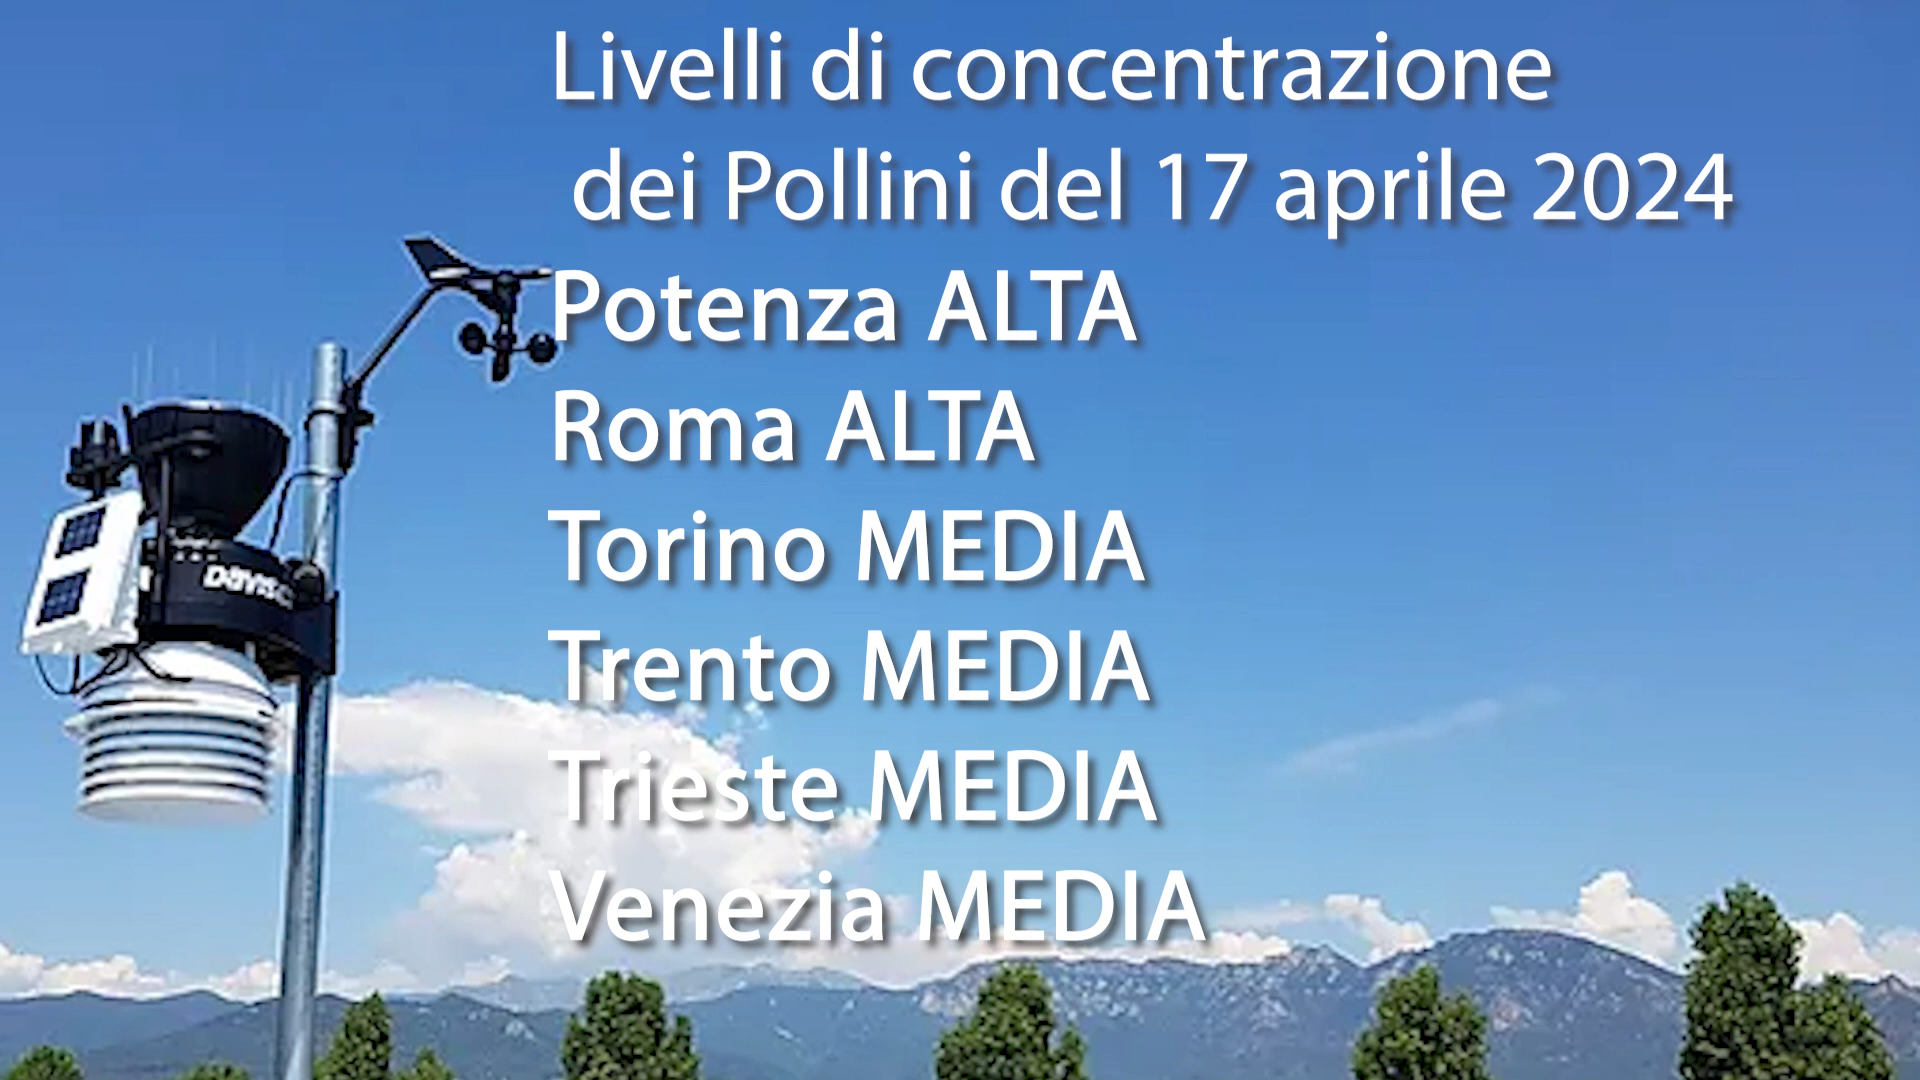 Livelli di concentrazione
dei Pollini del 17 aprile 2024
Potenza ALTA
Roma ALTA
Torino MEDIA
Trento MEDIA
Trieste MEDIA
Venezia MEDIA